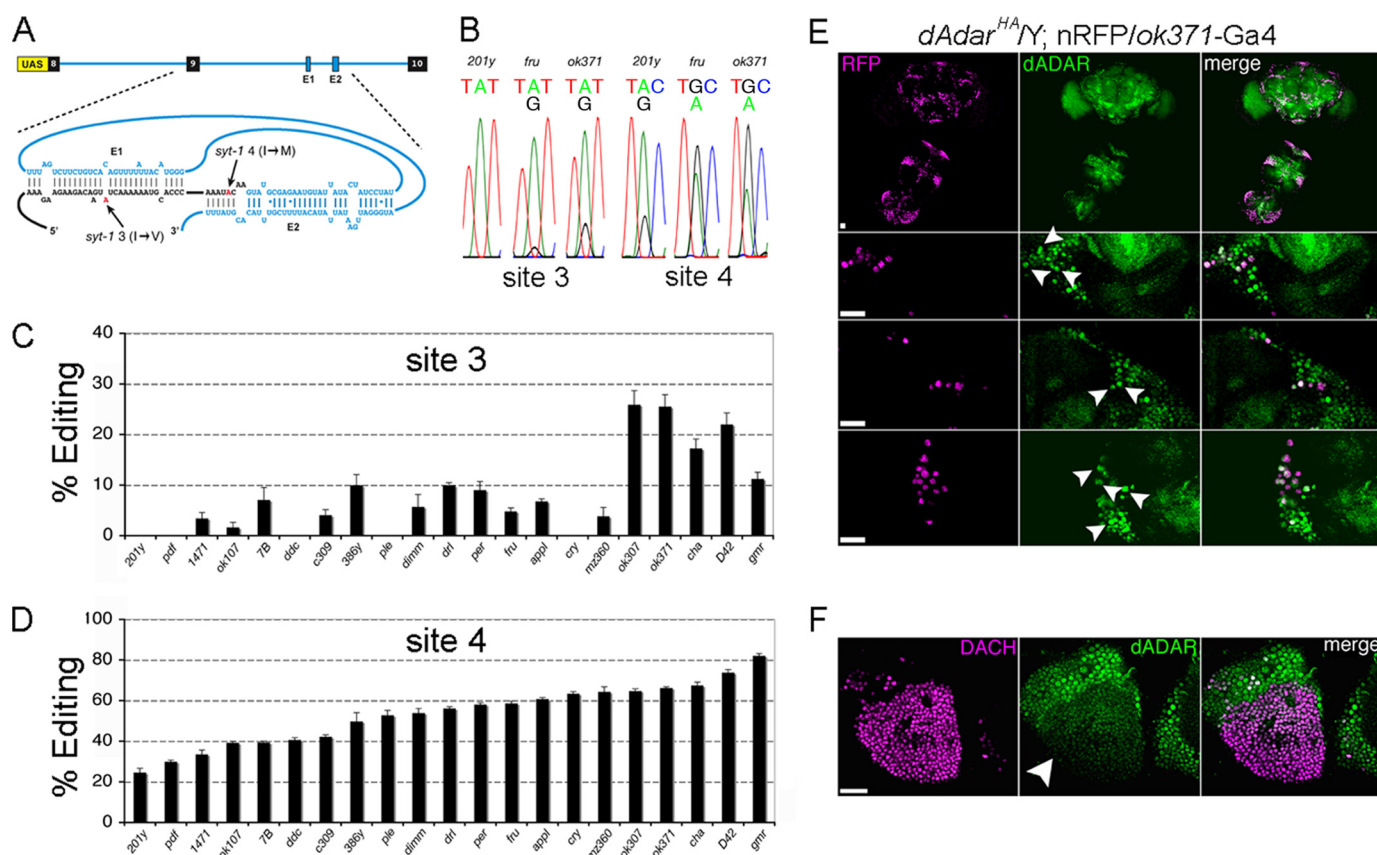 A
UAS 8 9 E1 E2 10
E1
syt-1 4 (I→M)
syt-1 3 (I→V)
E2
5'
3'
B
201y fru ok371 201y fru ok371
TAT TAT TAT TAC TGC TGC
G G G A A
site 3 site 4
C
site 3
% Editing
40
30
20
10
0
201y pdf 1471 ok107 7B ddc c309 386y ple dimm drl per fru appl cry mz360 ok307 ok371 cha D42 gmr
D
site 4
% Editing
100
80
60
40
20
0
201y pdf 1471 ok107 7B ddc c309 386y ple dimm drl per fru appl cry mz360 ok307 ok371 cha D42 gmr
E
dAdarHA/Y; nRFP/ok371-Ga4
RFP dADAR merge
F
DACH dADAR merge